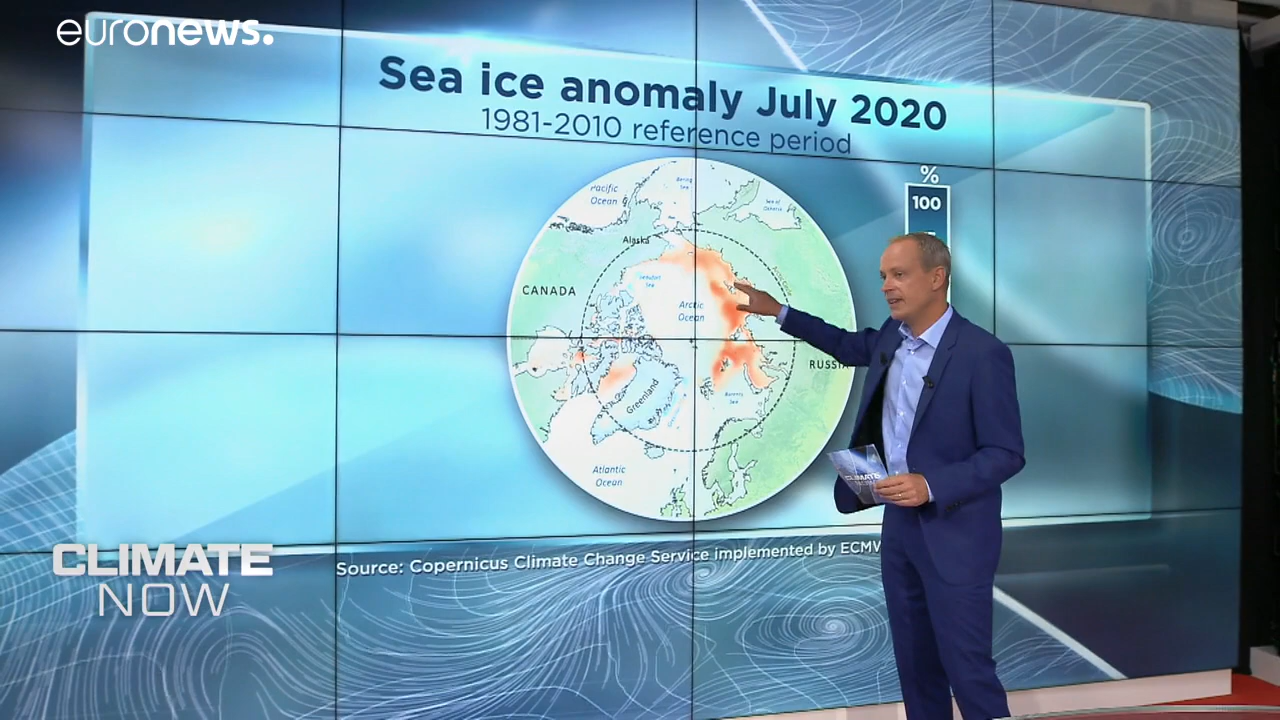 euronews.
Sea ice anomaly July 2020
1981-2010 reference period
%
100
Pacific
Ocean
Bering
Sea
Sea of
Okhotsk
Alaska
Beaufort
Sea
CANADA
Arctic
Ocean
RUSSIA
Greenland
Barents
Sea
Atlantic
Ocean
CLIMATE
NOW
CLIMATE
NOW
Source: Copernicus Climate Change Service implemented by ECMW